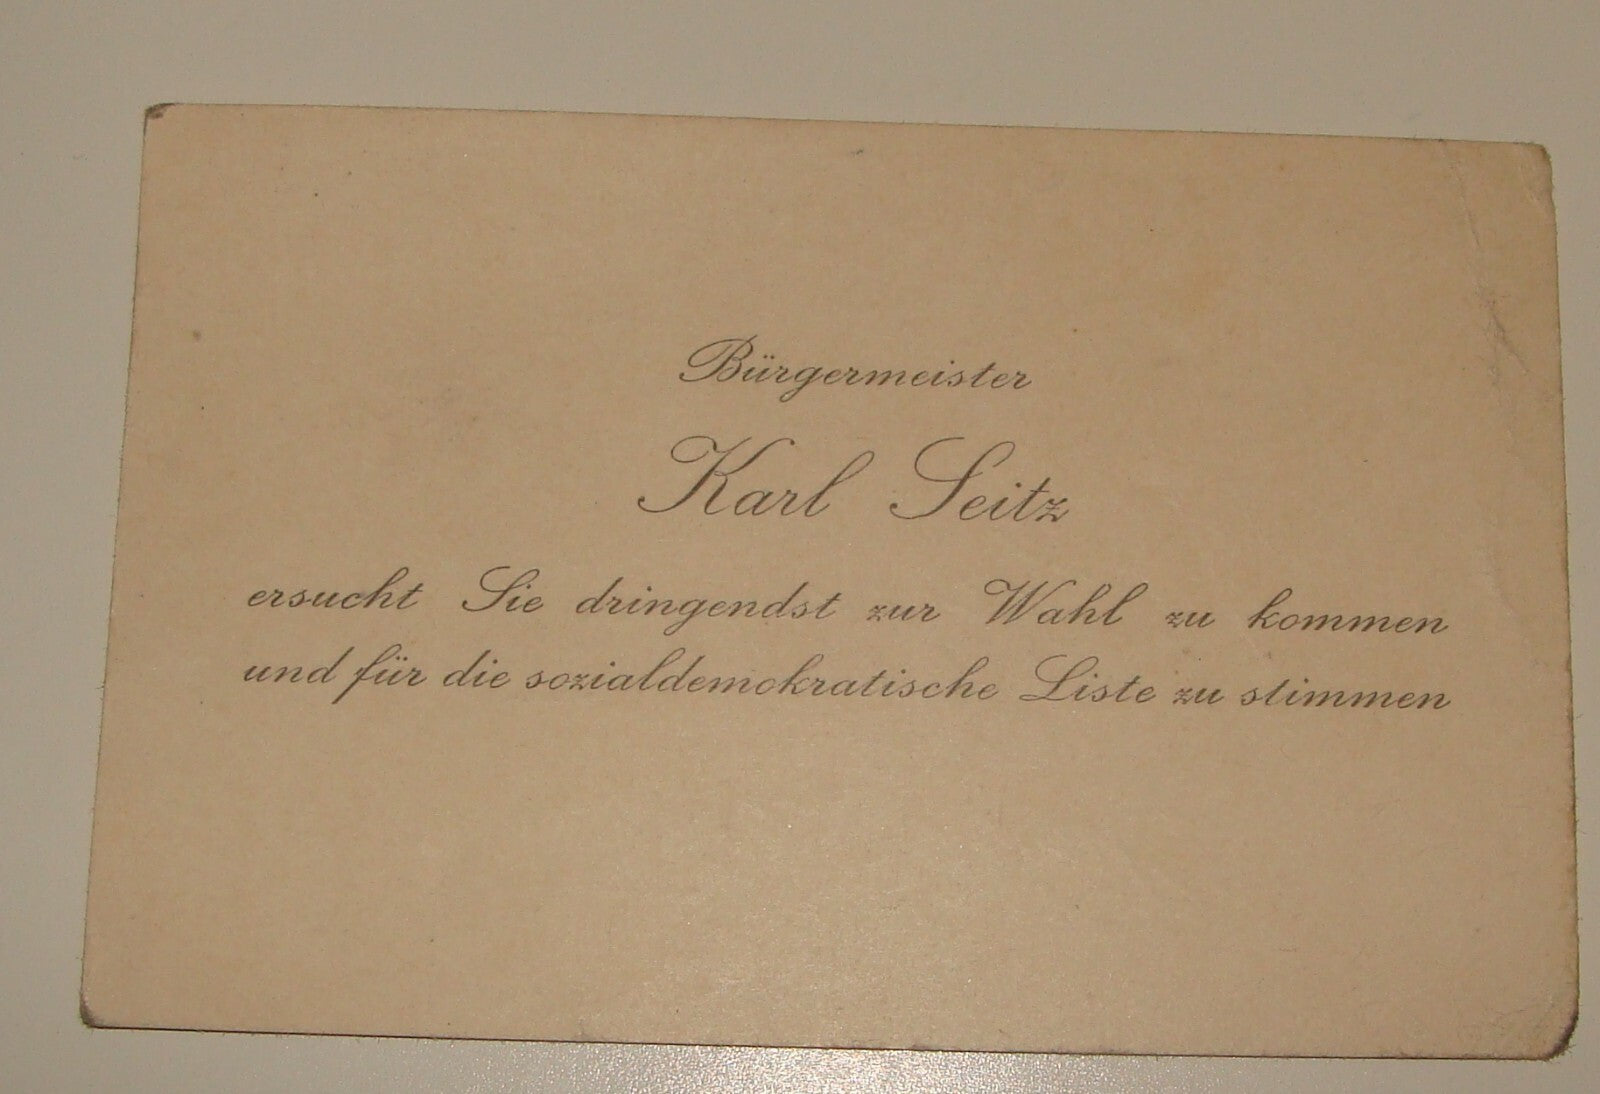 Bürgermeister
Karl Seitz
ersucht Sie dringendst zur Wahl zu kommen
und für die sozialdemokratische Liste zu stimmen